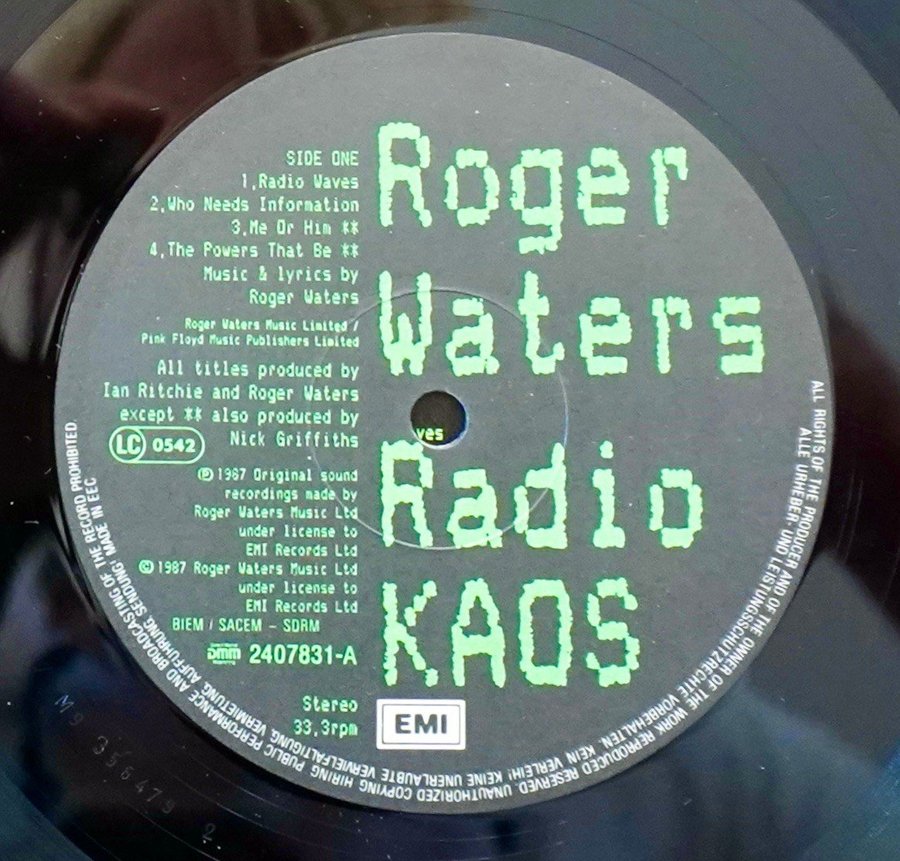 SIDE ONE
1,Radio Waves
2,Who Needs Information
3,Me Or Him **
4,The Powers That Be **
Music & lyrics by
Roger Waters
Roger Waters Music Limited /
Pink Floyd Music Publishers Limited
All titles produced by
Ian Ritchie and Roger Waters
except ** also produced by
Nick Griffiths
LC 0542
℗ 1987 Original sound
recordings made by
Roger Waters Music Ltd
under license to
EMI Records Ltd
© 1987 Roger Waters Music Ltd
under license to
EMI Records Ltd
BIEM / SACEM - SDRM
DMM 2407831-A
Stereo
33,3rpm
Roger
Waters
yes
Radio
KAOS
EMI
ALL RIGHTS OF THE PRODUCER AND OF THE OWNER OF THE WORK REPRODUCED RESERVED. UNAUTHORIZED COPYING HIRING PUBLIC PERFORMANCE AND BROADCASTING OF THE RECORD PROHIBITED
ALLE URHEBER- UND LEISTUNGSSCHUTZRECHTE VORBEHALTEN. KEIN VERLEIH! KEINE UNERLAUBTE VERVIELFÄLTIGUNG, VERMIETUNG, AUFFÜHRUNG, SENDUNG! MADE IN EEC
M9 356479 2